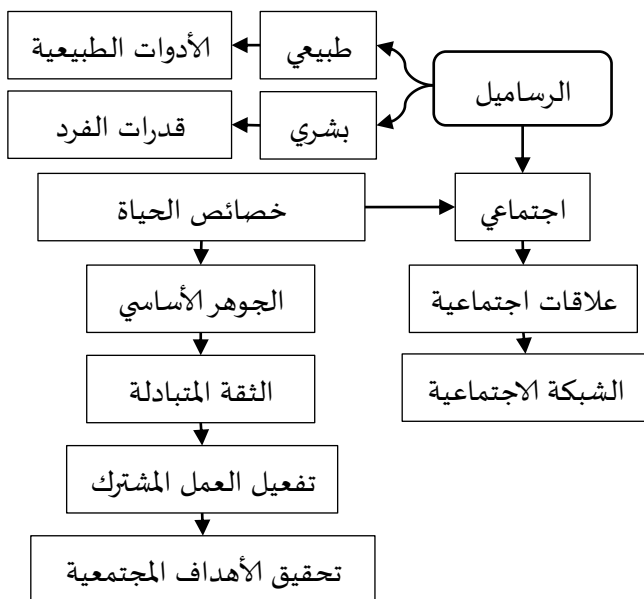 الرساميل
طبيعي
الأدوات الطبيعية
بشري
قدرات الفرد
اجتماعي
خصائص الحياة
علاقات اجتماعية
الجوهر الأساسي
الشبكة الاجتماعية
الثقة المتبادلة
تفعيل العمل المشترك
تحقيق الأهداف المجتمعية